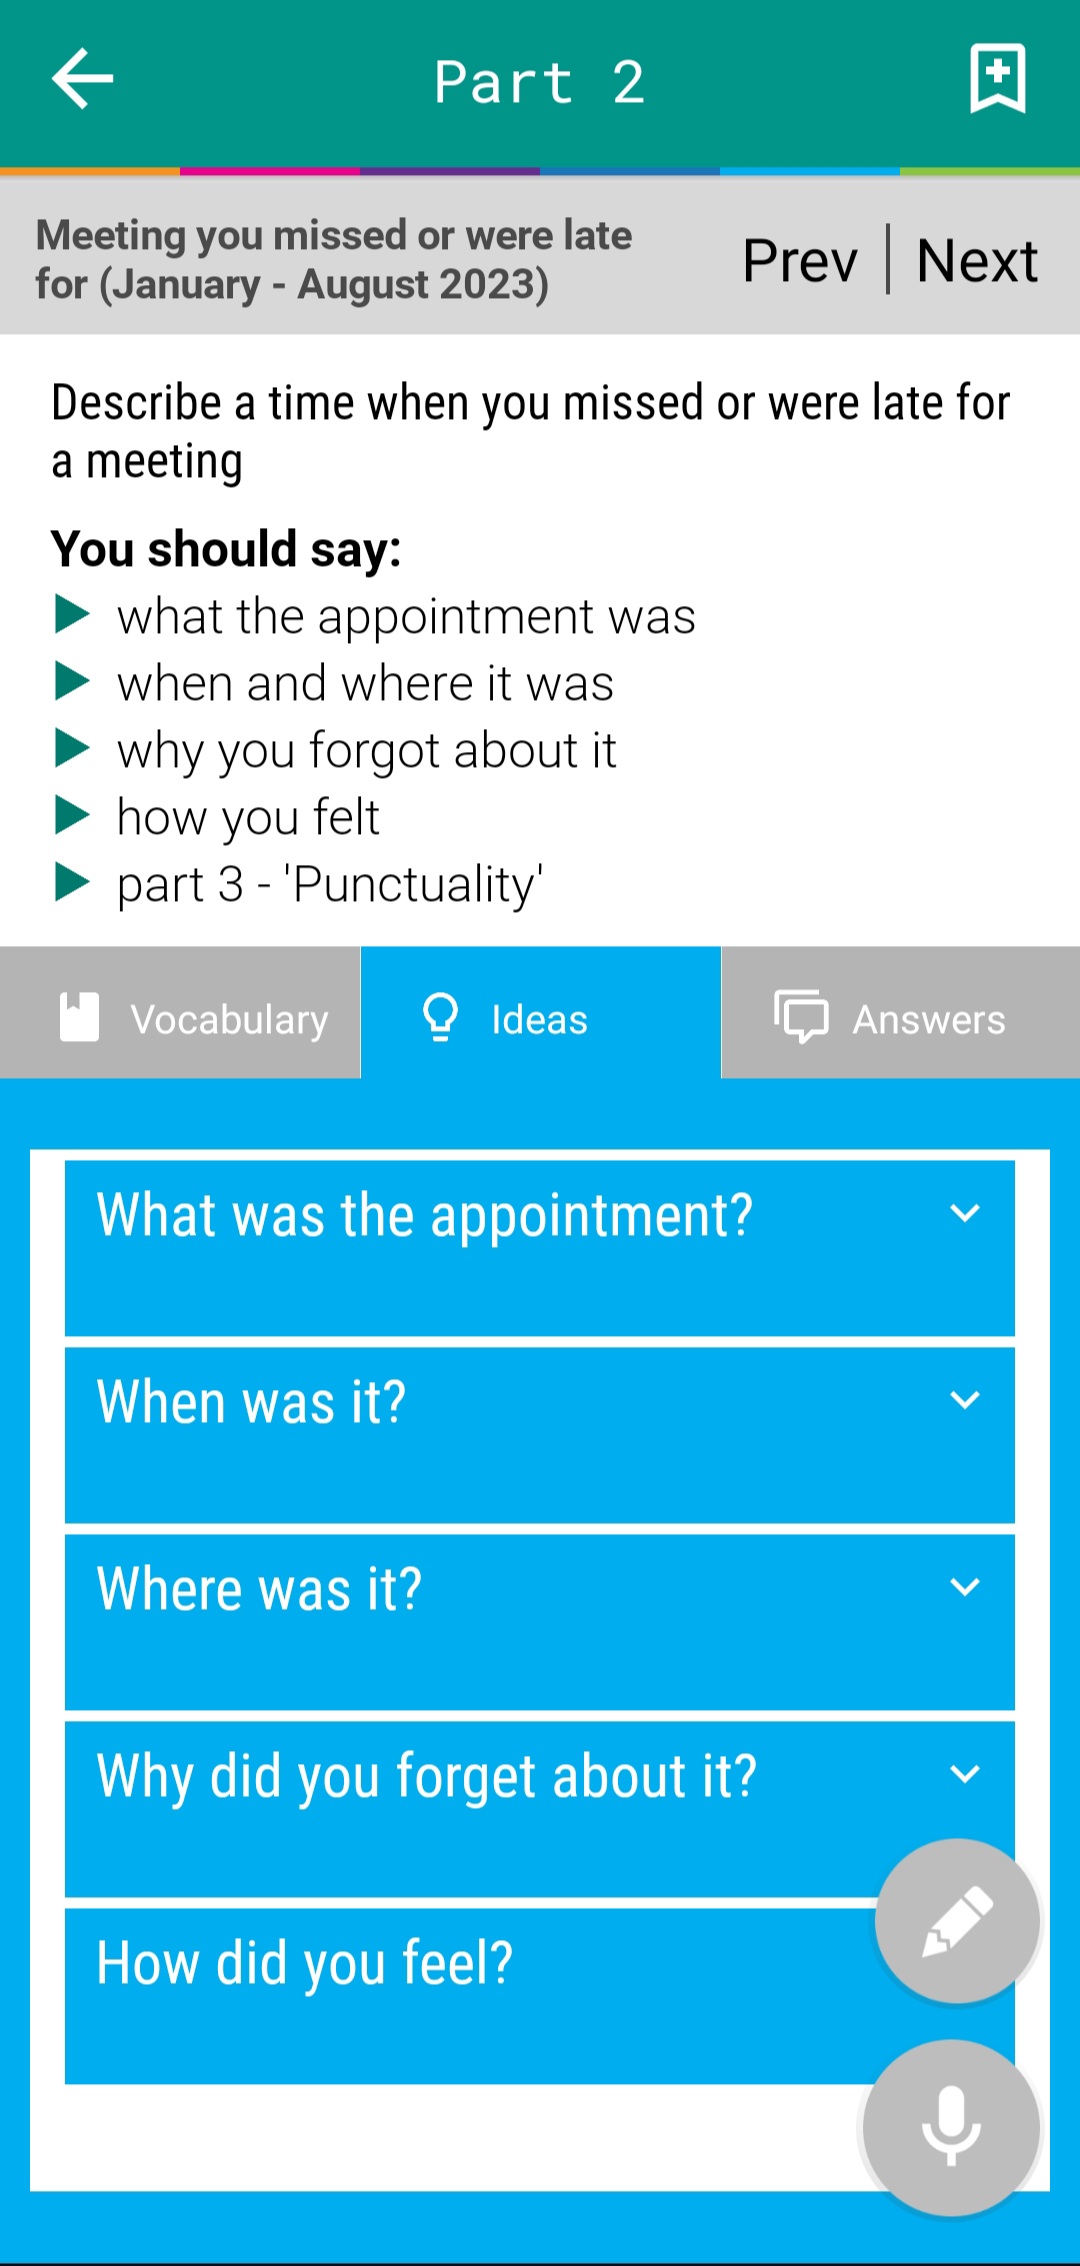 Part 2
Meeting you missed or were late
for (January - August 2023)
Prev | Next
Describe a time when you missed or were late for
a meeting
You should say:
what the appointment was
when and where it was
why you forgot about it
how you felt
part 3 - 'Punctuality'
Vocabulary
Ideas
Answers
What was the appointment?
When was it?
Where was it?
Why did you forget about it?
How did you feel?